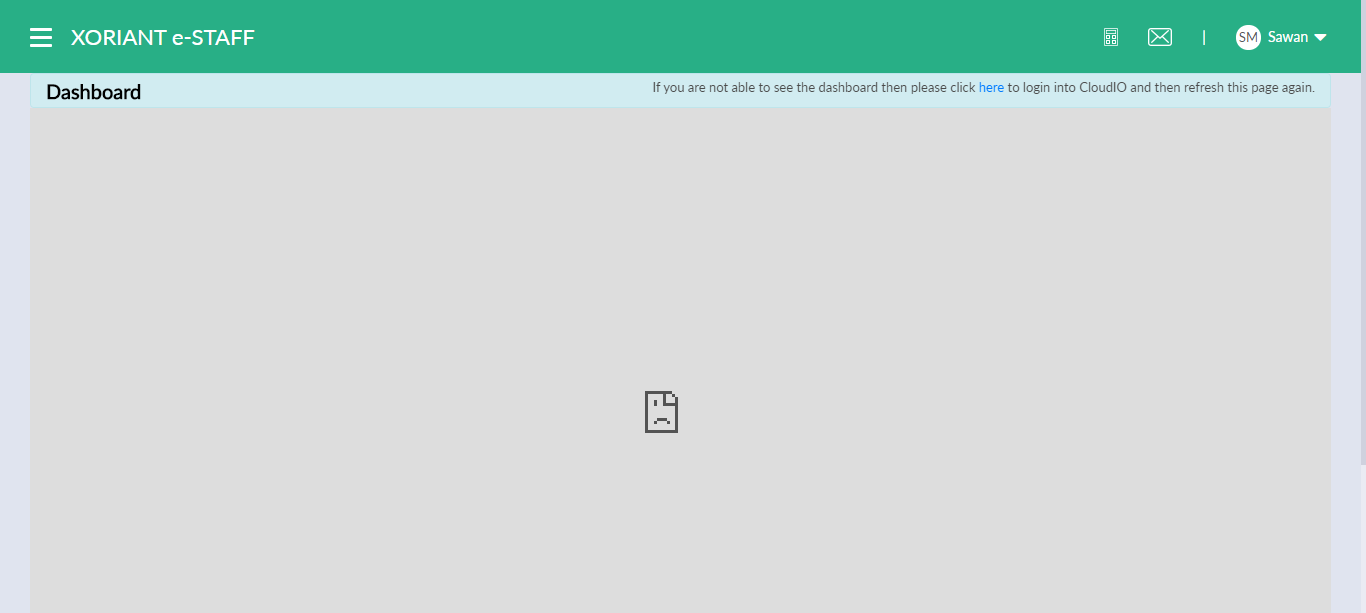 XORIANT e-STAFF
|
SM Sawan
Dashboard
If you are not able to see the dashboard then please click here to login into CloudIO and then refresh this page again.